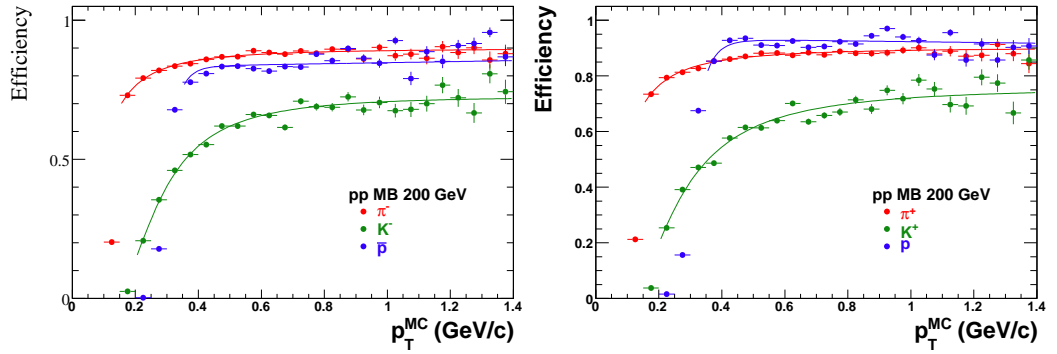 Efficiency
1
0.5
0
pp MB 200 GeV
π⁻
K⁻
p̅
0 0.2 0.4 0.6 0.8 1 1.2 1.4
p_T^MC (GeV/c)
Efficiency
1
0.8
0.6
0.4
0.2
0
pp MB 200 GeV
π⁺
K⁺
p
0 0.2 0.4 0.6 0.8 1 1.2 1.4
p_T^MC (GeV/c)